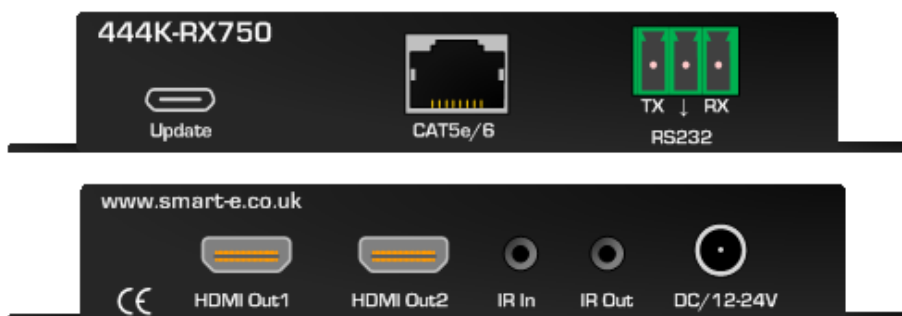 444K-RX750
Update
CAT5e/6
TX ↓ RX
RS232
www.smart-e.co.uk
CE
HDMI Out1
HDMI Out2
IR In
IR Out
DC/12-24V